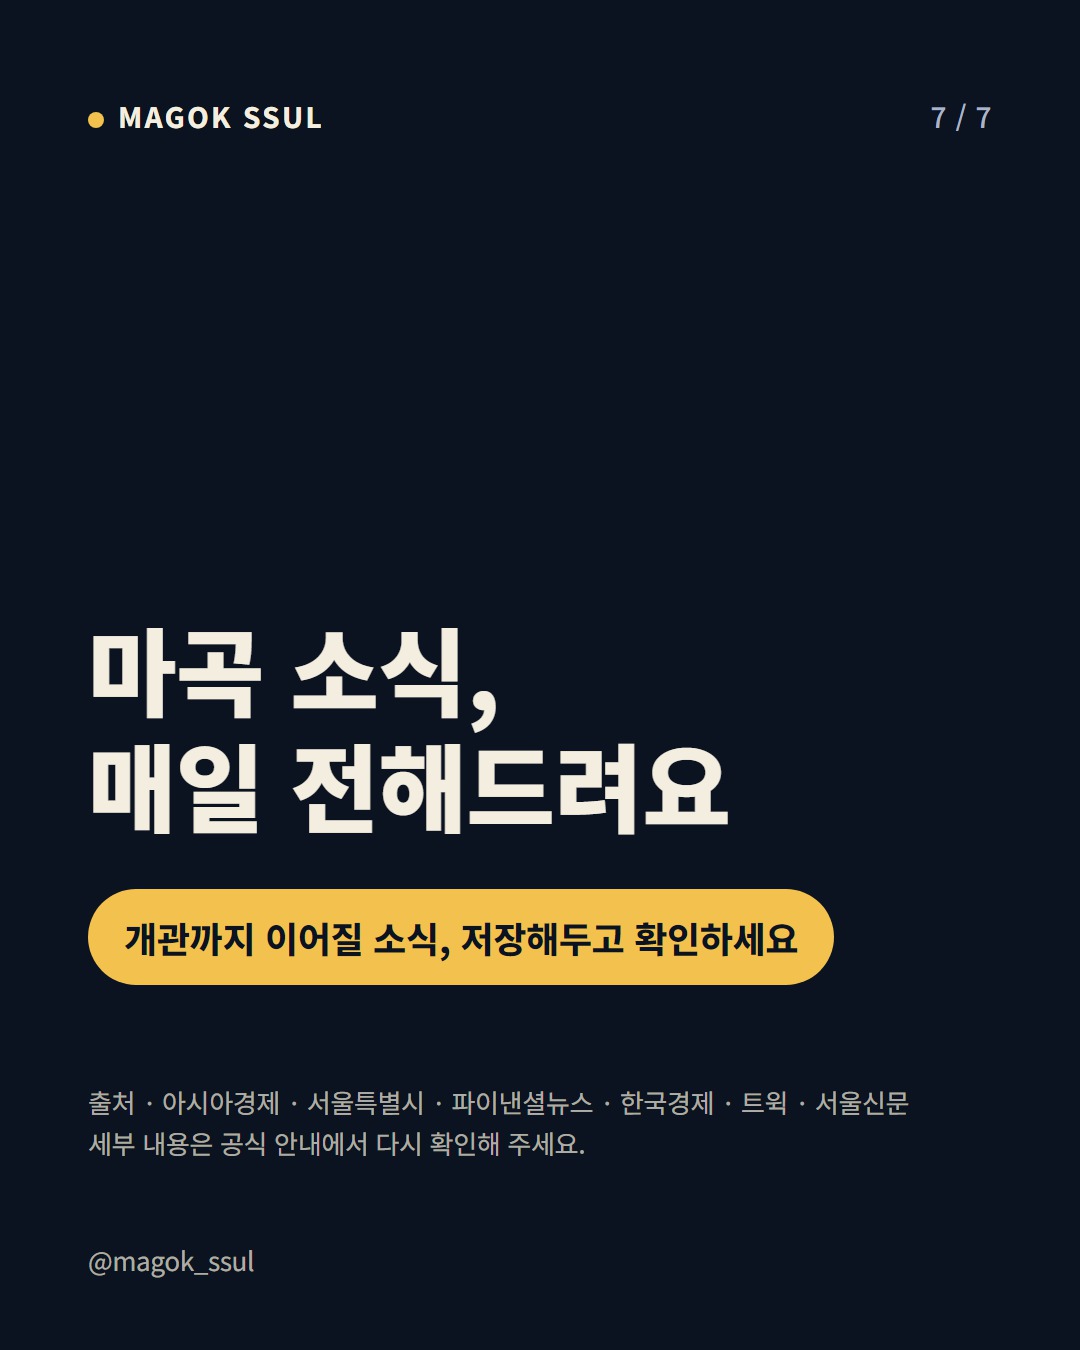 MAGOK SSUL
7 / 7
마곡 소식,
매일 전해드려요
개관까지 이어질 소식, 저장해두고 확인하세요
출처 · 아시아경제 · 서울특별시 · 파이낸셜뉴스 · 한국경제 · 트윅 · 서울신문
세부 내용은 공식 안내에서 다시 확인해 주세요.
@magok_ssul